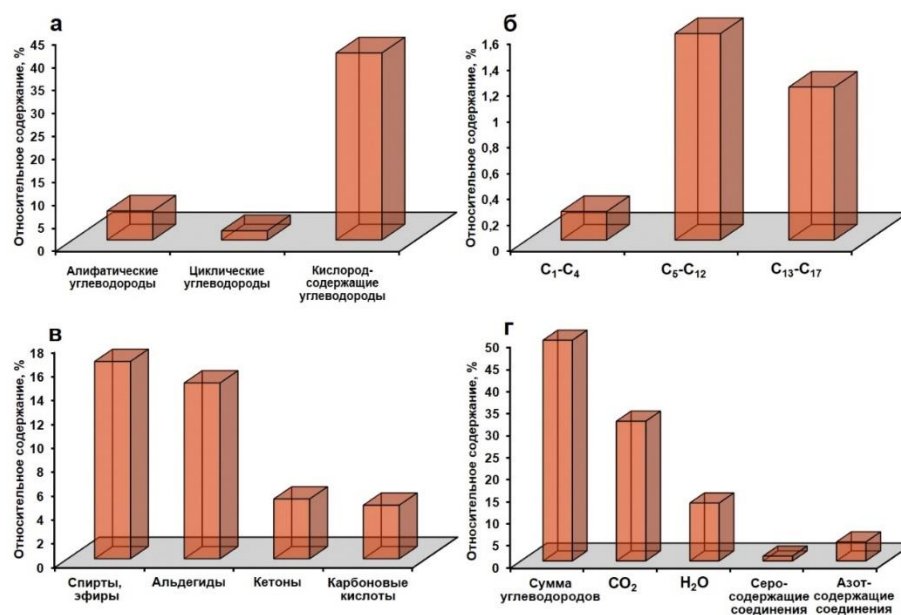 а
Относительное содержание, %
45
40
35
30
25
20
15
10
5
0
Алифатические
углеводороды
Циклические
углеводороды
Кислород-
содержащие
углеводороды
б
Относительное содержание, %
1,6
1,4
1,2
1
0,8
0,6
0,4
0,2
0
C₁-C₄
C₅-C₁₂
C₁₃-C₁₇
в
Относительное содержание, %
18
16
14
12
10
8
6
4
2
0
Спирты,
эфиры
Альдегиды
Кетоны
Карбоновые
кислоты
г
Относительное содержание, %
50
45
40
35
30
25
20
15
10
5
0
Сумма
углеводородов
CO₂
H₂O
Серо-
содержащие
соединения
Азот-
содержащие
соединения